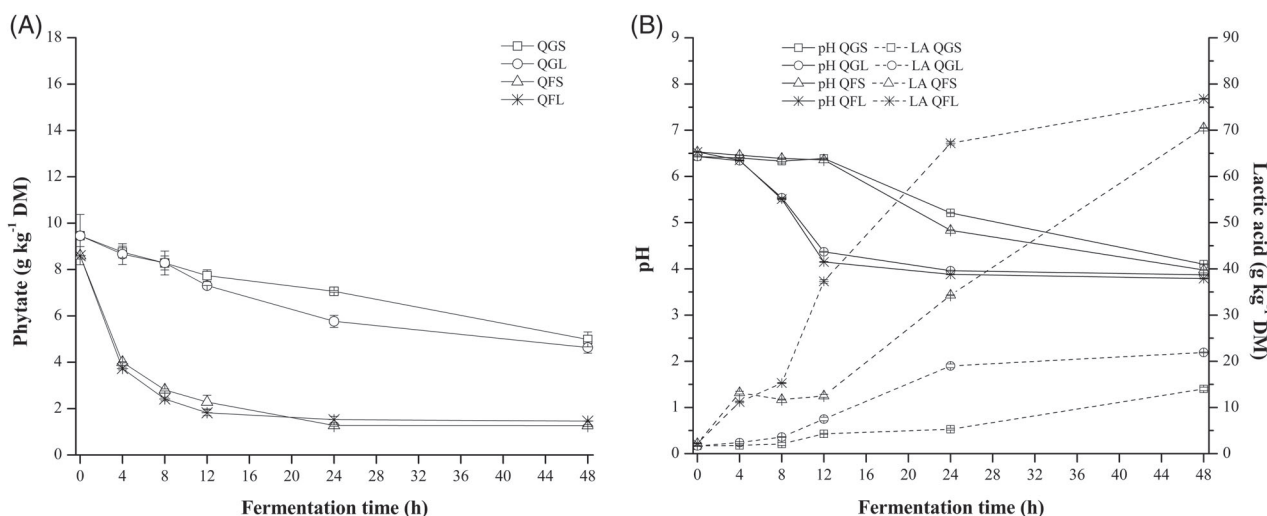 (A)
18
16
14
12
10
8
6
4
2
0
Phytate (g kg⁻¹ DM)
QGS
QGL
QFS
QFL
0 4 8 12 16 20 24 28 32 36 40 44 48
Fermentation time (h)
(B)
9
8
7
6
5
4
3
2
1
0
pH
pH QGS LA QGS
pH QGL LA QGL
pH QFS LA QFS
pH QFL LA QFL
90
80
70
60
50
40
30
20
10
0
Lactic acid (g kg⁻¹ DM)
0 4 8 12 16 20 24 28 32 36 40 44 48
Fermentation time (h)